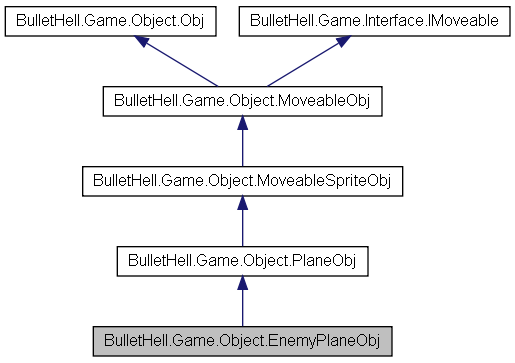 BulletHell.Game.Object.Obj
BulletHell.Game.Interface.IMoveable
BulletHell.Game.Object.MoveableObj
BulletHell.Game.Object.MoveableSpriteObj
BulletHell.Game.Object.PlaneObj
BulletHell.Game.Object.EnemyPlaneObj